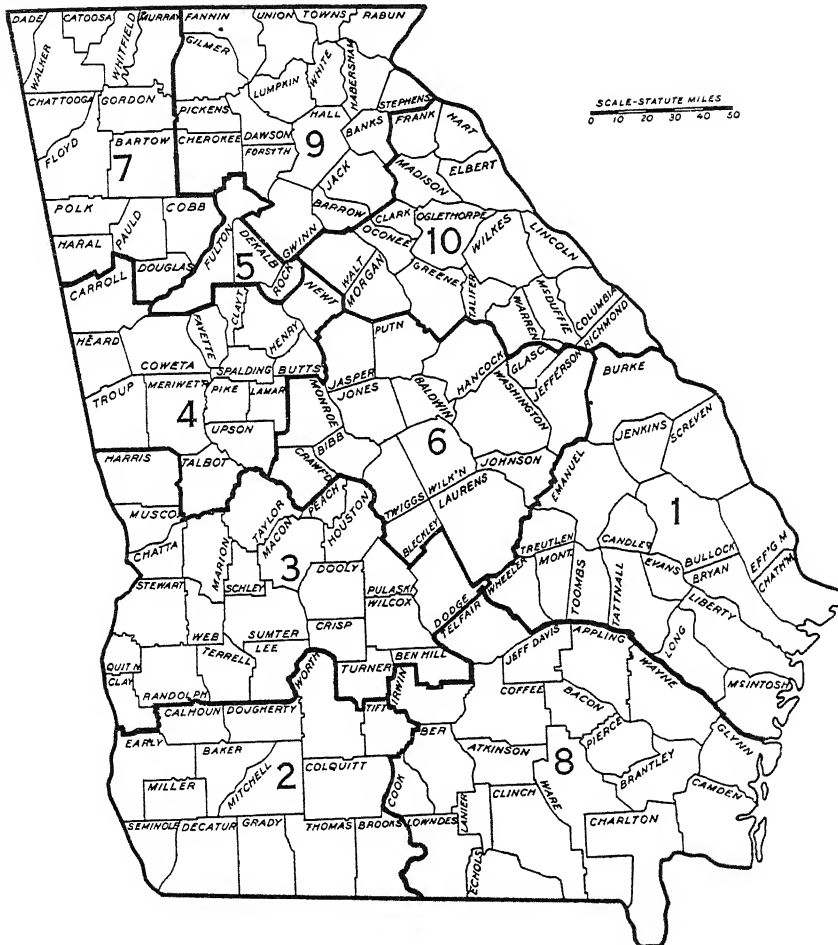 DADE
CATOOSA
WHITFIELD
MURRAY
FANNIN
UNION
TOWNS
RABUN
WALKER
GILMER
LUMPKIN
WHITE
HABERSHAM
CHATTOOGA
GORDON
PICKENS
STEPHENS
SCALE-STATUTE MILES
0 10 20 30 40 50
FLOYD
BARTOW
CHEROKEE
DAWSON
HALL
BANKS
FRANK
HART
FORSYTH
9
7
JACK
MADISON
ELBERT
POLK
PAULD
COBB
BARROW
CLARK
OGLETHORPE
HARAL
FULTON
DEKALB
GWINN
OCONEE
10
WILKES
LINCOLN
DOUGLAS
5
ROCK
WALT
CARROLL
NEWT
MORGAN
GREENE
TALIFER
WARREN
McDUFFIE
COLUMBIA
CLAYT
FAYETTE
HENRY
RICHMOND
HEARD
COWETA
SPALDING
BUTTS
JASPER
PUTN
HANCOCK
GLASC
JEFFERSON
BURKE
TROUP
MERIWET'R
PIKE
LAMAR
MONROE
JONES
BALDWIN
WASHINGTON
4
UPSON
BIBB
6
JENKINS
SCREVEN
HARRIS
TALBOT
CRAWF'D
TWIGGS
WILK'N
JOHNSON
EMANUEL
MUSCO
TAYLOR
MACON
PEACH
HOUSTON
LAURENS
1
CHATTA
MARION
BLECKLEY
TREUTLEN
CANDLER
BULLOCK
EFF'G'M
3
SCHLEY
DOOLY
PULASKI
WHEELER
MONT.
TOOMBS
TATTNALL
EVANS
BRYAN
CHATH'M
STEWART
WEB
SUMTER
WILCOX
DODGE
TELFAIR
LIBERTY
QUIT'N
TERRELL
LEE
CRISP
BEN HILL
JEFF DAVIS
APPLING
LONG
CLAY
RANDOLPH
WORTH
TURNER
IRWIN
WAYNE
McINTOSH
CALHOUN
DOUGHERTY
TIFT
COFFEE
BACON
EARLY
BAKER
BER
PIERCE
GLYNN
ATKINSON
8
BRANTLEY
MILLER
MITCHELL
2
COLQUITT
COOK
CLINCH
WARE
CAMDEN
SEMINOLE
DECATUR
GRADY
THOMAS
BROOKS
LOWNDES
LANIER
CHARLTON
ECHOLS